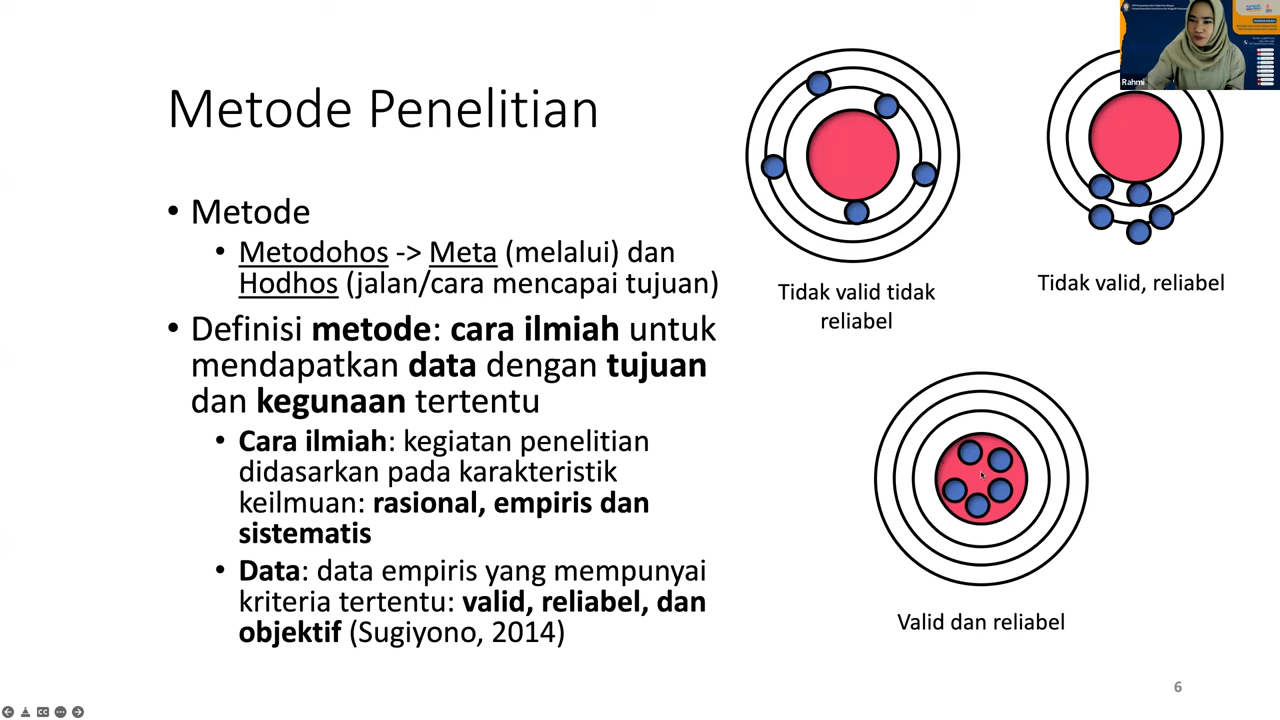 Metode Penelitian
• Metode
• Metodohos -> Meta (melalui) dan
Hodhos (jalan/cara mencapai tujuan)
• Definisi metode: cara ilmiah untuk
mendapatkan data dengan tujuan
dan kegunaan tertentu
• Cara ilmiah: kegiatan penelitian
didasarkan pada karakteristik
keilmuan: rasional, empiris dan
sistematis
• Data: data empiris yang mempunyai
kriteria tertentu: valid, reliabel, dan
objektif (Sugiyono, 2014)
Tidak valid tidak
reliabel
Tidak valid, reliabel
Valid dan reliabel
Rahmi
6
CC